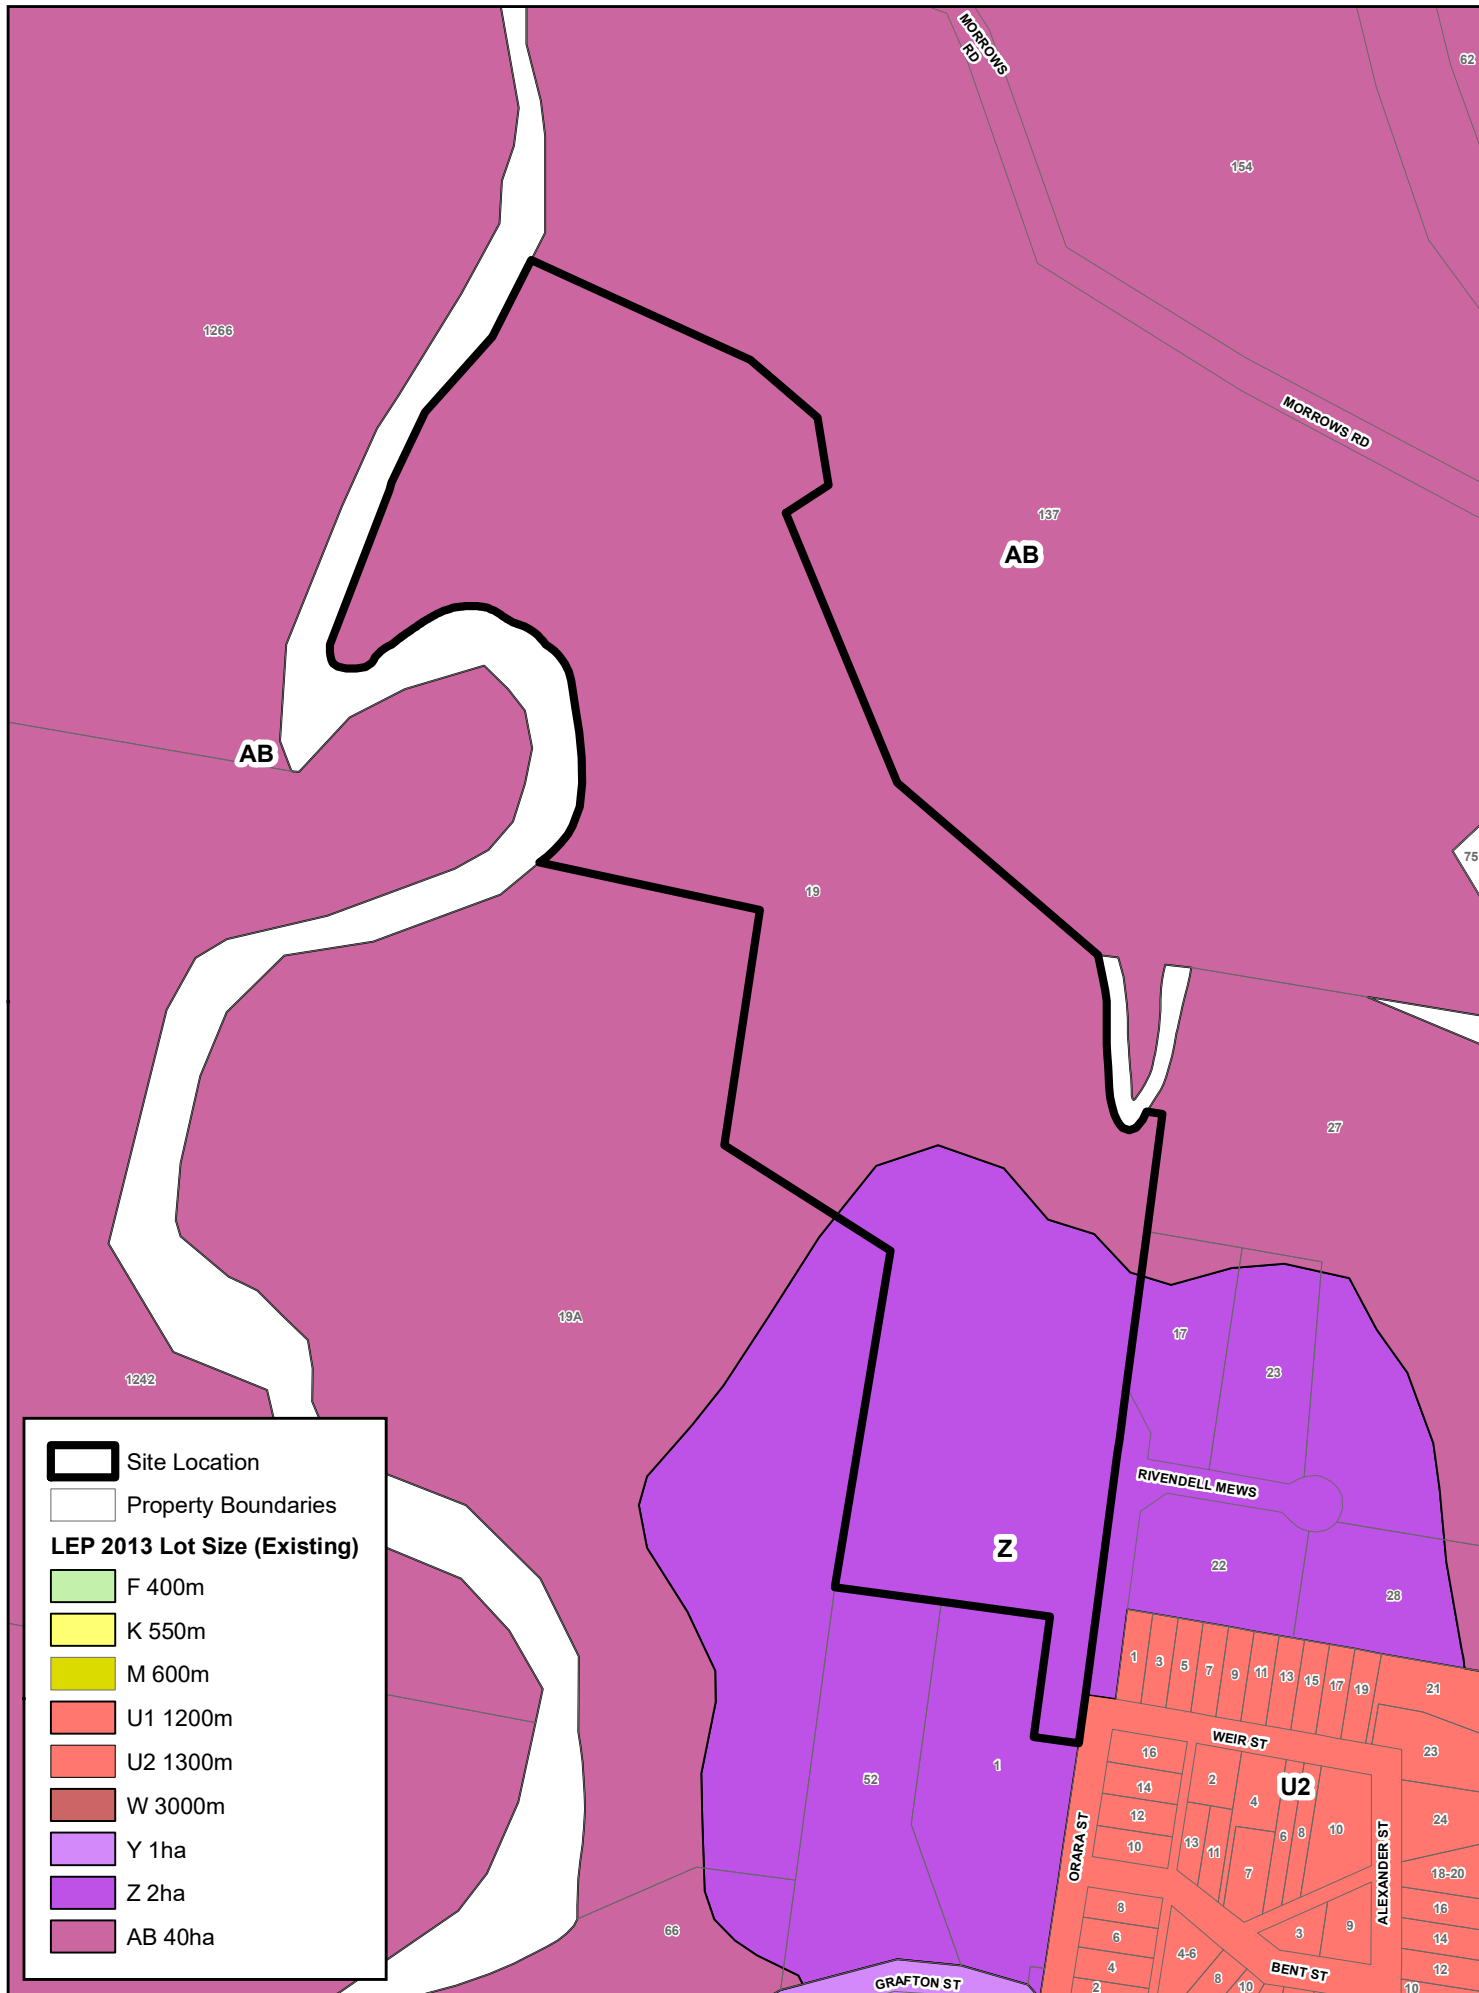 MORROWS
RD
62
154
1266
MORROWS RD
137
AB
AB
75
19
27
19A
17
1242
23
RIVENDELL MEWS
Z
22
28
1
3
5
7
9
11
13
15
17
19
21
WEIR ST
16
2
U2
23
52
1
14
4
12
6
8
10
24
10
13
11
ORARA ST
7
ALEXANDER ST
18-20
8
3
9
16
66
6
4-6
14
4
8
BENT ST
12
GRAFTON ST
2
10
10
Site Location
Property Boundaries
LEP 2013 Lot Size (Existing)
F 400m
K 550m
M 600m
U1 1200m
U2 1300m
W 3000m
Y 1ha
Z 2ha
AB 40ha